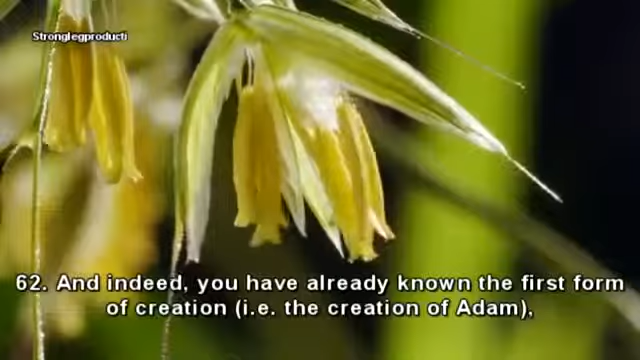 Stronglegproducti
62. And indeed, you have already known the first form
of creation (i.e. the creation of Adam),